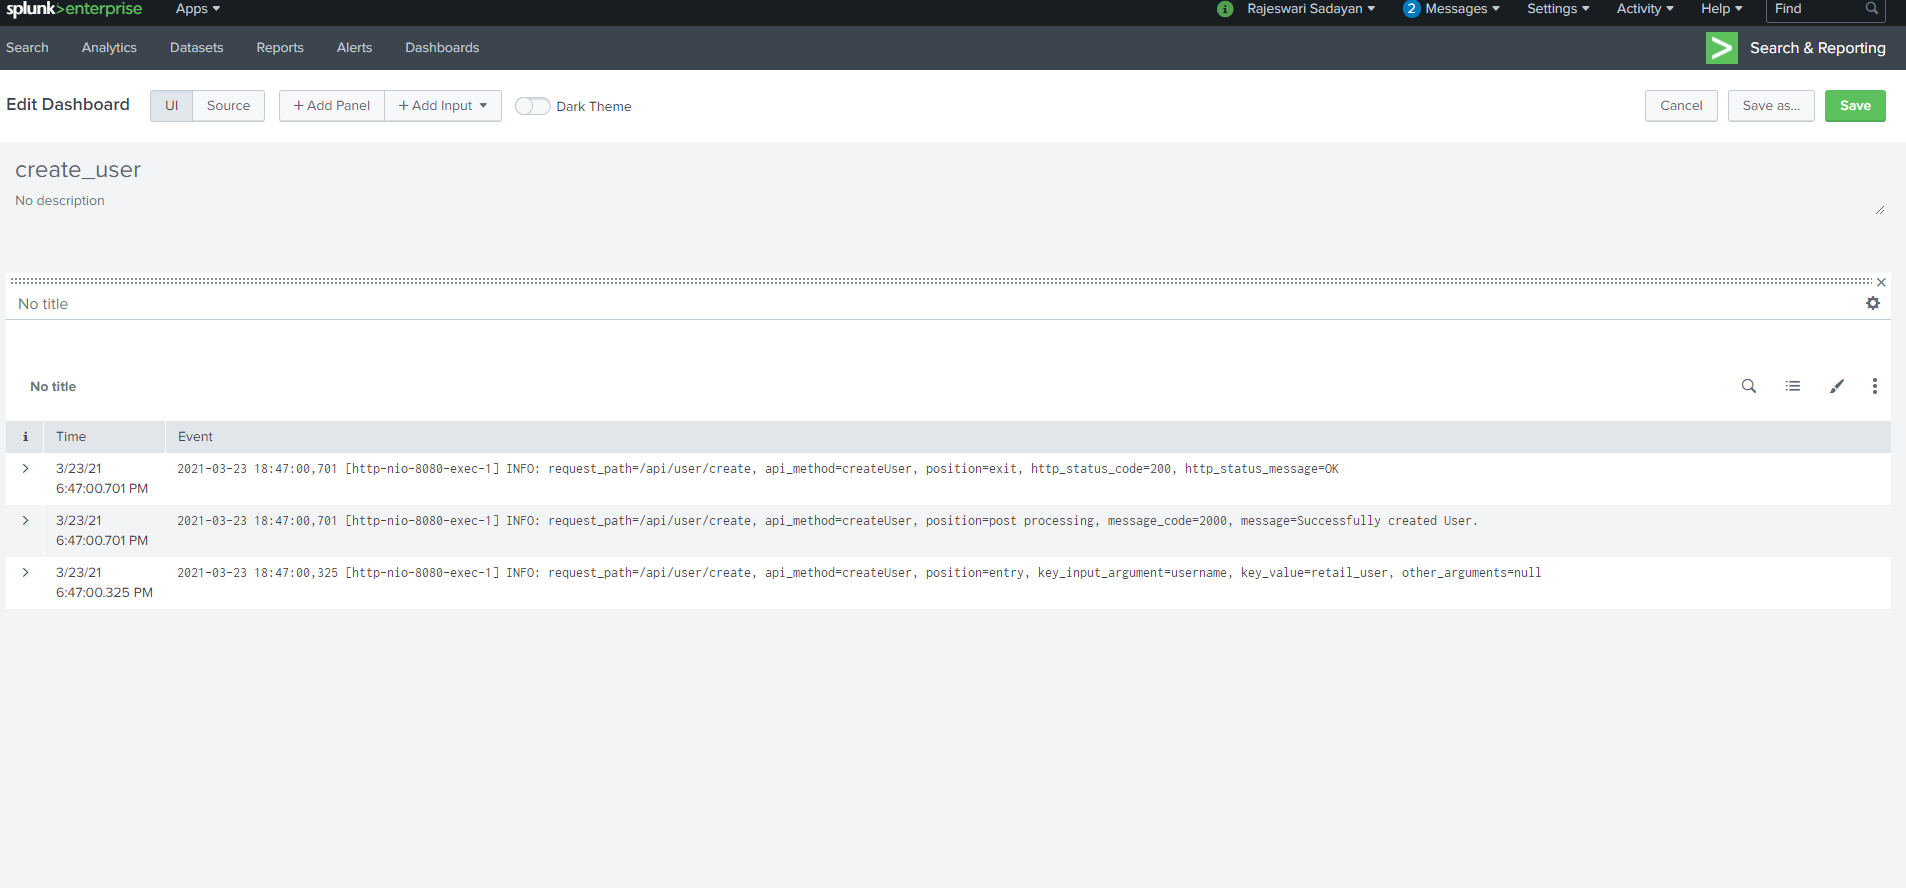 splunk>enterprise Apps i Rajeswari Sadayan 2 Messages Settings Activity Help Find
Search Analytics Datasets Reports Alerts Dashboards > Search & Reporting
Edit Dashboard UI Source + Add Panel + Add Input Dark Theme Cancel Save as... Save
create_user
No description
No title
No title
i Time Event
3/23/21 2021-03-23 18:47:00,701 [http-nio-8080-exec-1] INFO: request_path=/api/user/create, api_method=createUser, position=exit, http_status_code=200, http_status_message=OK
6:47:00.701 PM
3/23/21 2021-03-23 18:47:00,701 [http-nio-8080-exec-1] INFO: request_path=/api/user/create, api_method=createUser, position=post processing, message_code=2000, message=Successfully created User.
6:47:00.701 PM
3/23/21 2021-03-23 18:47:00,325 [http-nio-8080-exec-1] INFO: request_path=/api/user/create, api_method=createUser, position=entry, key_input_argument=username, key_value=retail_user, other_arguments=null
6:47:00.325 PM